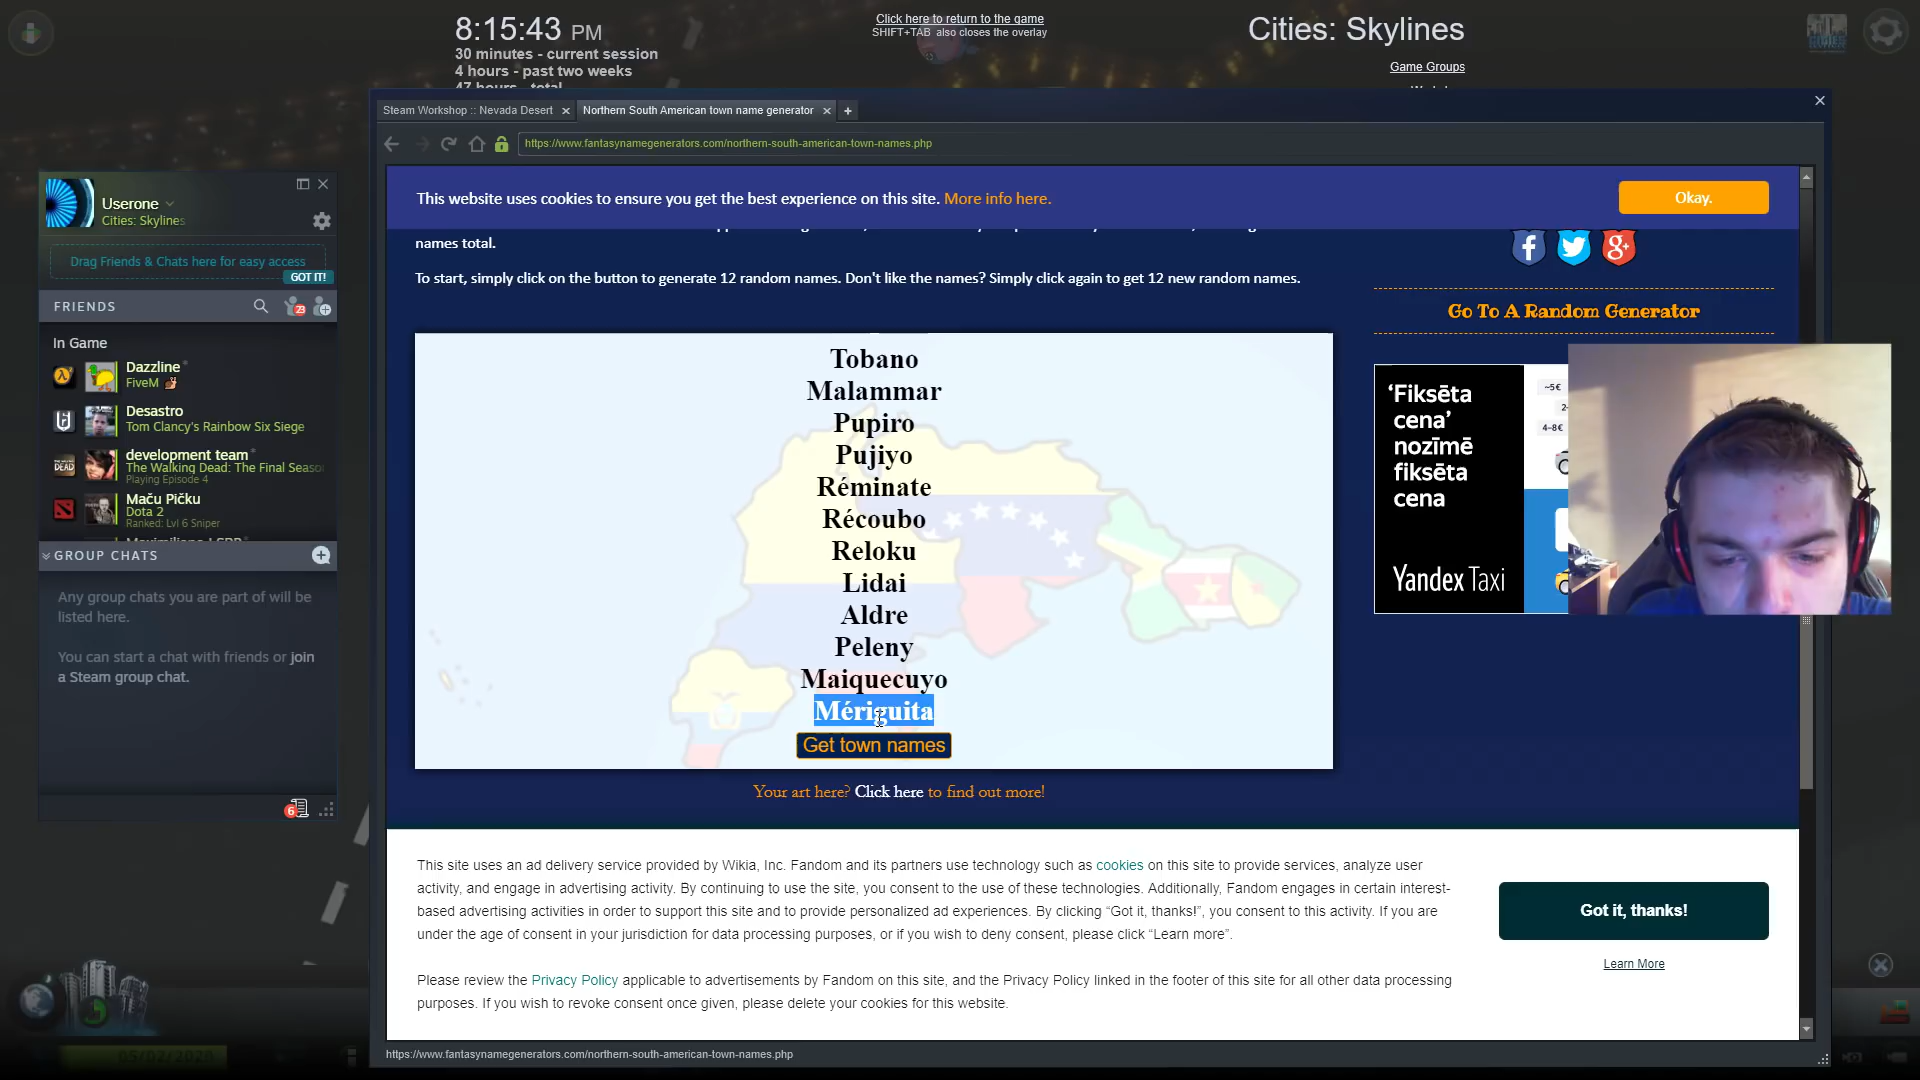 8:15:43 PM
30 minutes - current session
4 hours - past two weeks
47 hours - total
Click here to return to the game
SHIFT+TAB also closes the overlay
Cities: Skylines
Game Groups
Steam Workshop :: Nevada Desert
Northern South American town name generator
https://www.fantasynamegenerators.com/northern-south-american-town-names.php
This website uses cookies to ensure you get the best experience on this site. More info here.
Okay.
names total.
To start, simply click on the button to generate 12 random names. Don't like the names? Simply click again to get 12 new random names.
Go To A Random Generator
Tobano
Malammar
Pupiro
Pujiyo
Réminate
Récoubo
Reloku
Lidai
Aldre
Peleny
Maiquecuyo
Mériguita
Get town names
Your art here? Click here to find out more!
'Fiksēta
cena'
nozīmē
fiksēta
cena
Yandex Taxi
~5€
4-8€
This site uses an ad delivery service provided by Wikia, Inc. Fandom and its partners use technology such as cookies on this site to provide services, analyze user
activity, and engage in advertising activity. By continuing to use the site, you consent to the use of these technologies. Additionally, Fandom engages in certain interest-
based advertising activities in order to support this site and to provide personalized ad experiences. By clicking “Got it, thanks!”, you consent to this activity. If you are
under the age of consent in your jurisdiction for data processing purposes, or if you wish to deny consent, please click “Learn more”.
Please review the Privacy Policy applicable to advertisements by Fandom on this site, and the Privacy Policy linked in the footer of this site for all other data processing
purposes. If you wish to revoke consent once given, please delete your cookies for this website.
Got it, thanks!
Learn More
https://www.fantasynamegenerators.com/northern-south-american-town-names.php
Userone
Cities: Skylines
Drag Friends & Chats here for easy access
GOT IT!
FRIENDS
23
In Game
Dazzline
FiveM
Desastro
Tom Clancy's Rainbow Six Siege
development team
The Walking Dead: The Final Seaso
Playing Episode 4
Maču Pičku
Dota 2
Ranked: Lvl 6 Sniper
GROUP CHATS
Any group chats you are part of will be
listed here.
You can start a chat with friends or join
a Steam group chat.
6